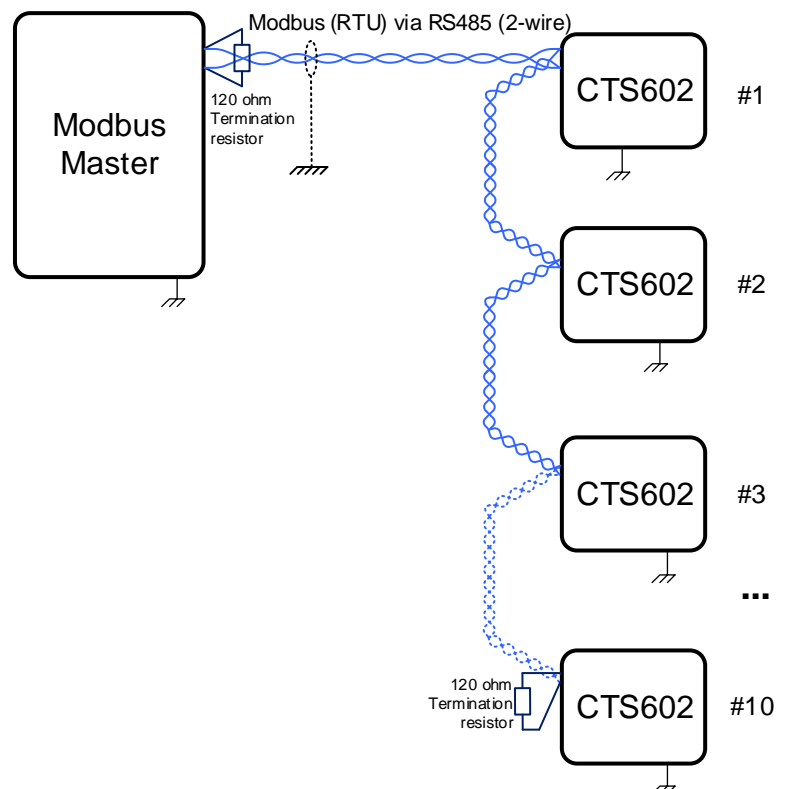 Modbus (RTU) via RS485 (2-wire)
Modbus
Master
120 ohm
Termination
resistor
CTS602
#1
CTS602
#2
CTS602
#3
...
120 ohm
Termination
resistor
CTS602
#10